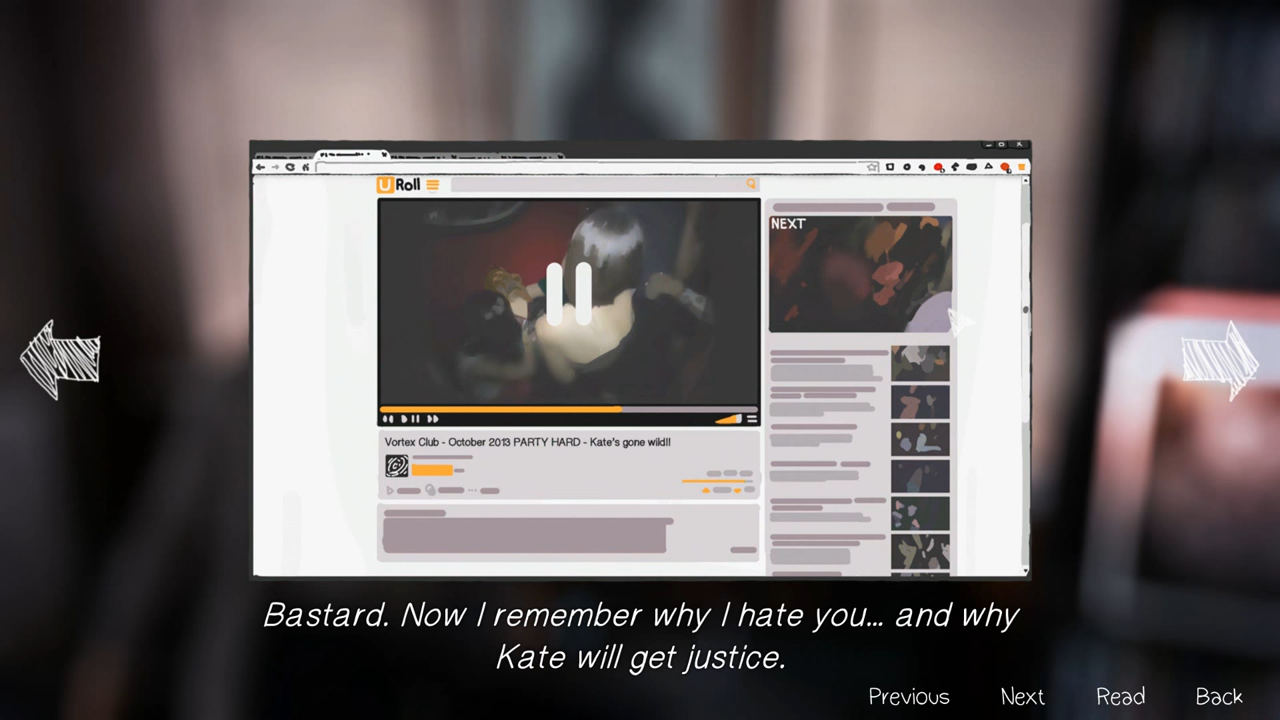 U Roll
NEXT
Vortex Club - October 2013 PARTY HARD - Kate's gone wild!!
Bastard. Now I remember why I hate you... and why
Kate will get justice.
Previous Next Read Back